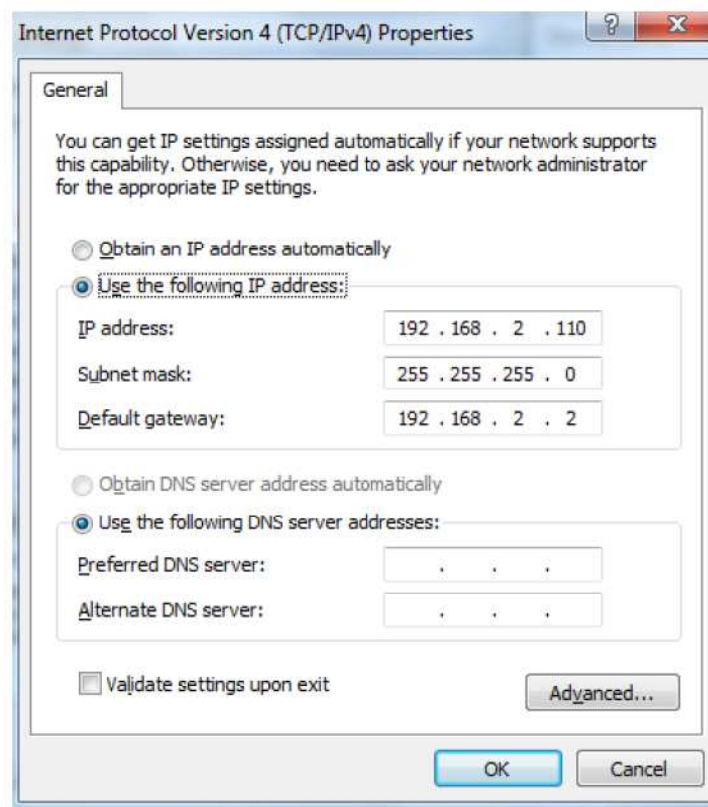 Internet Protocol Version 4 (TCP/IPv4) Properties
?
X
General
You can get IP settings assigned automatically if your network supports
this capability. Otherwise, you need to ask your network administrator
for the appropriate IP settings.
Obtain an IP address automatically
Use the following IP address:
IP address: 192 . 168 . 2 . 110
Subnet mask: 255 . 255 . 255 . 0
Default gateway: 192 . 168 . 2 . 2
Obtain DNS server address automatically
Use the following DNS server addresses:
Preferred DNS server: . . .
Alternate DNS server: . . .
Validate settings upon exit
Advanced...
OK Cancel